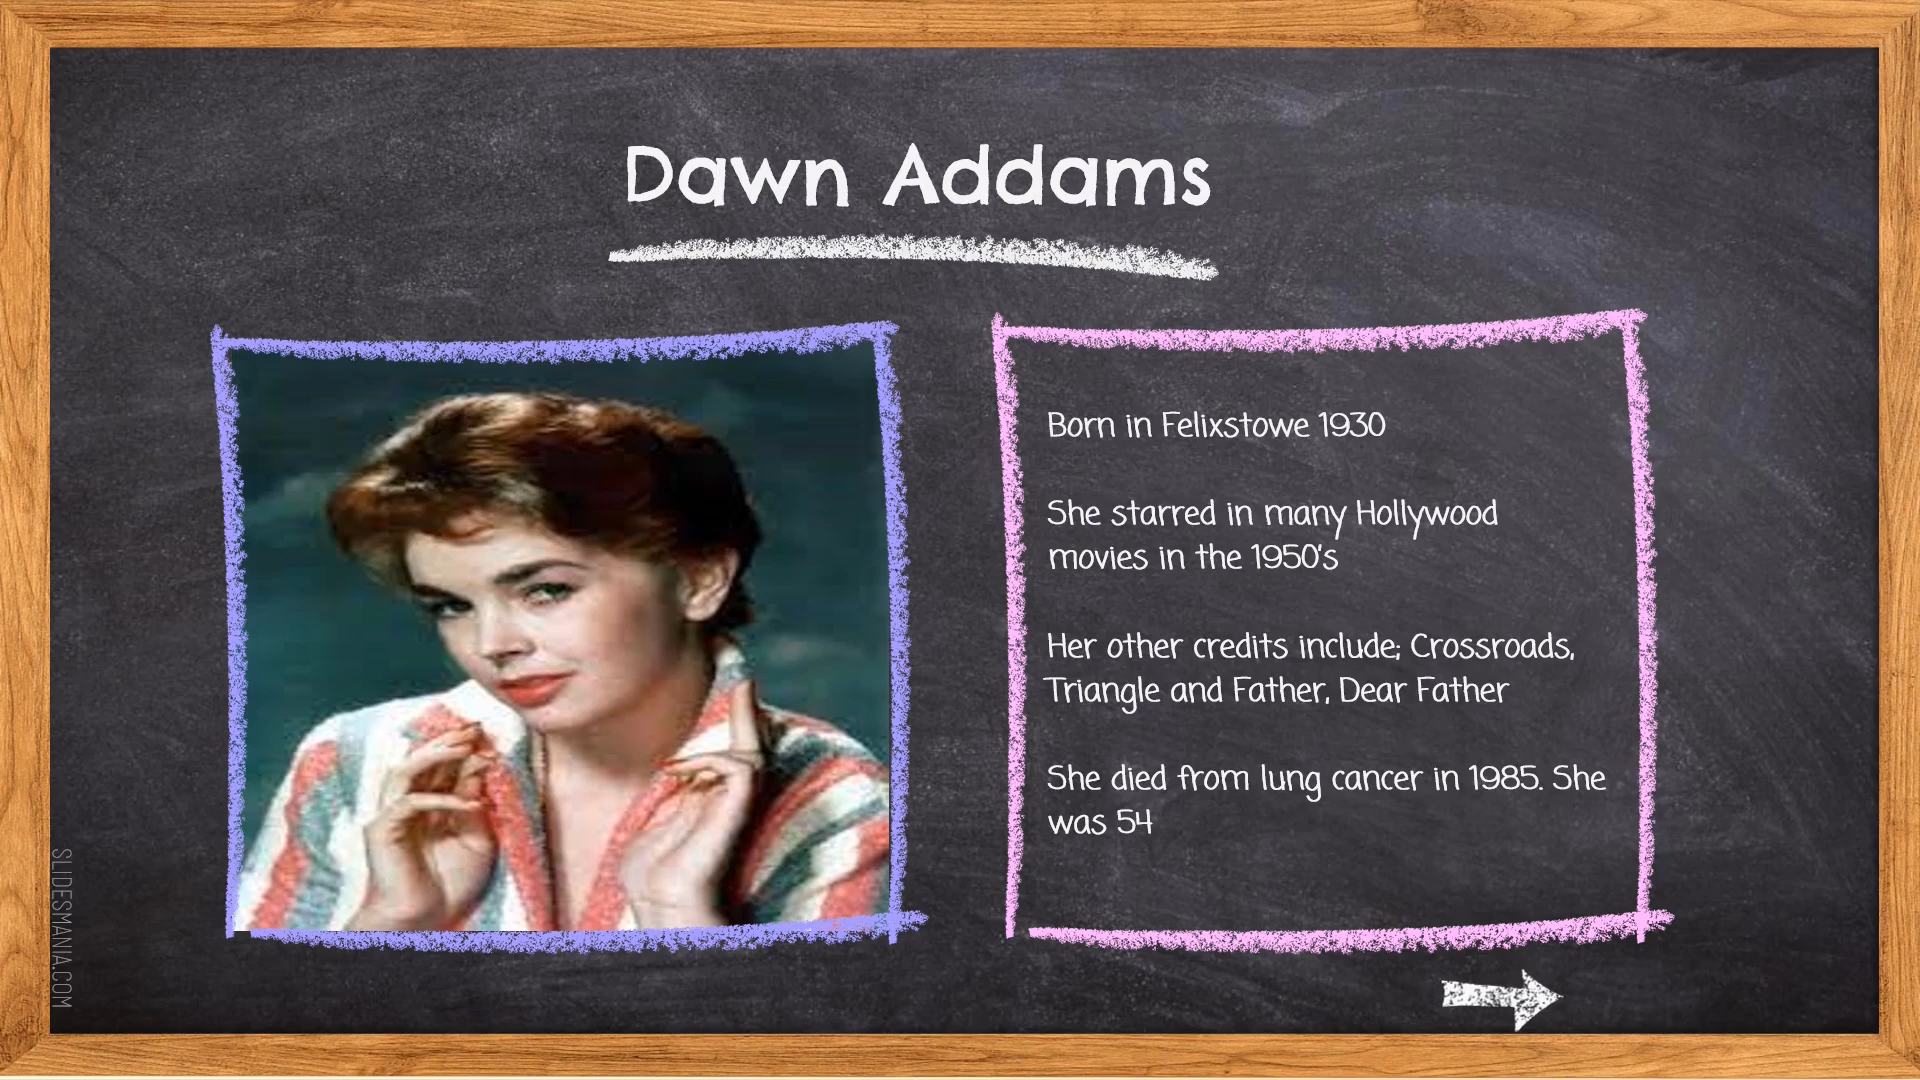 Dawn Addams
Born in Felixstowe 1930
She starred in many Hollywood
movies in the 1950's
Her other credits include; Crossroads,
Triangle and Father, Dear Father
She died from lung cancer in 1985. She
was 54
SLIDESMANIA.COM